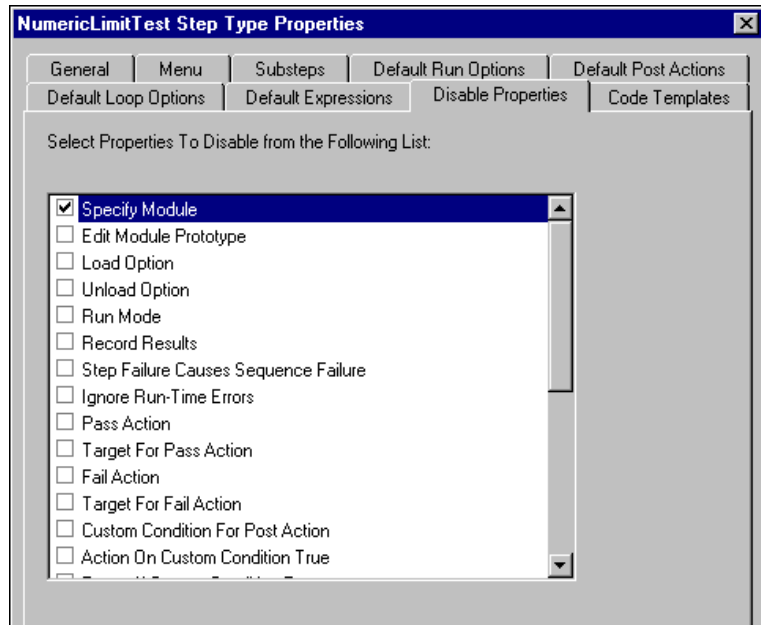 NumericLimitTest Step Type Properties
General Menu Substeps Default Run Options Default Post Actions
Default Loop Options Default Expressions Disable Properties Code Templates
Select Properties To Disable from the Following List:
Specify Module
Edit Module Prototype
Load Option
Unload Option
Run Mode
Record Results
Step Failure Causes Sequence Failure
Ignore Run-Time Errors
Pass Action
Target For Pass Action
Fail Action
Target For Fail Action
Custom Condition For Post Action
Action On Custom Condition True